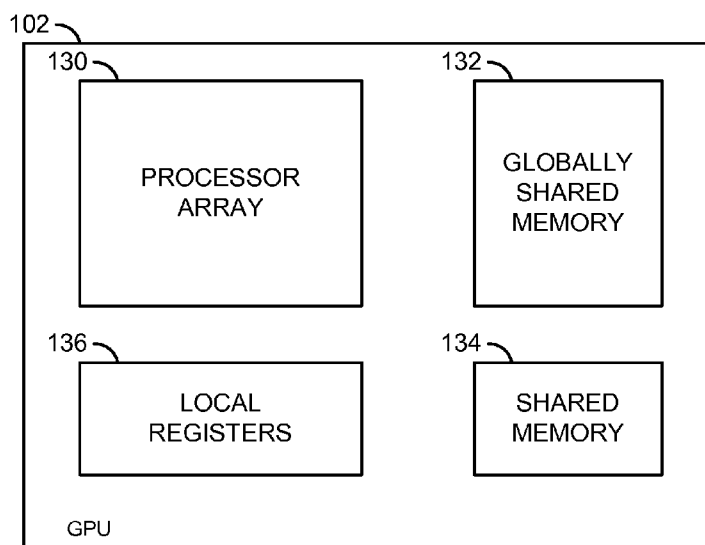 102
130
132
PROCESSOR
ARRAY
GLOBALLY
SHARED
MEMORY
136
134
LOCAL
REGISTERS
SHARED
MEMORY
GPU